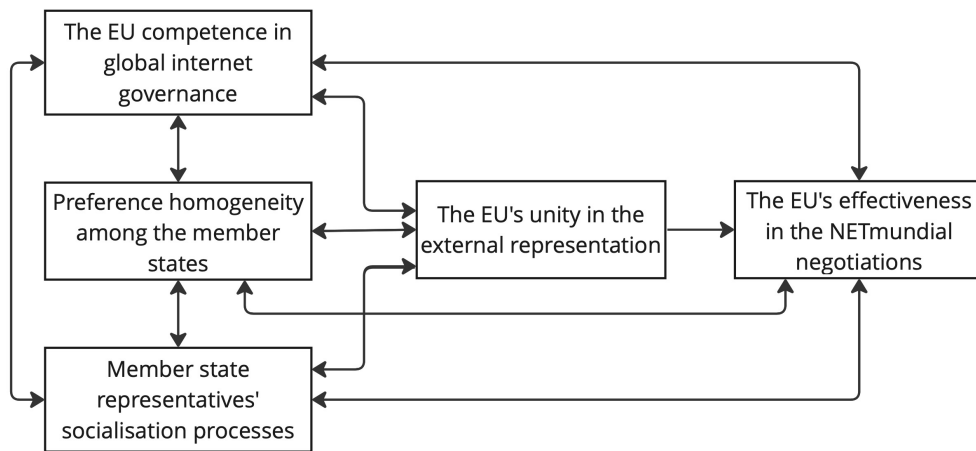 The EU competence in
global internet
governance
Preference homogeneity
among the member
states
Member state
representatives'
socialisation processes
The EU's unity in the
external representation
The EU's effectiveness
in the NETmundial
negotiations